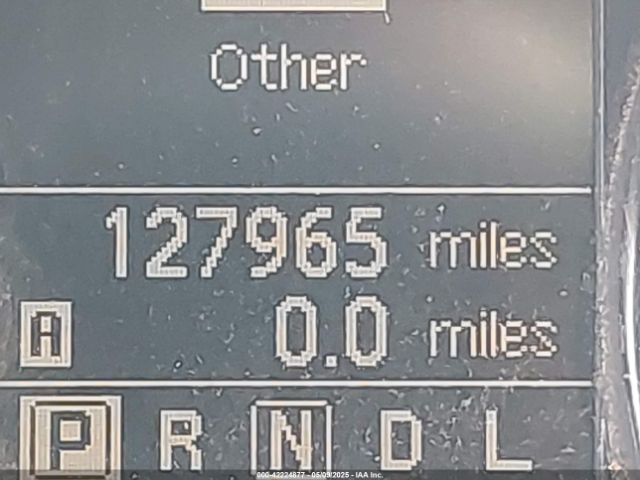 Other
127965 miles
A 0.0 miles
P R N D L
000-42224877 - 05/09/2025 - IAA Inc.